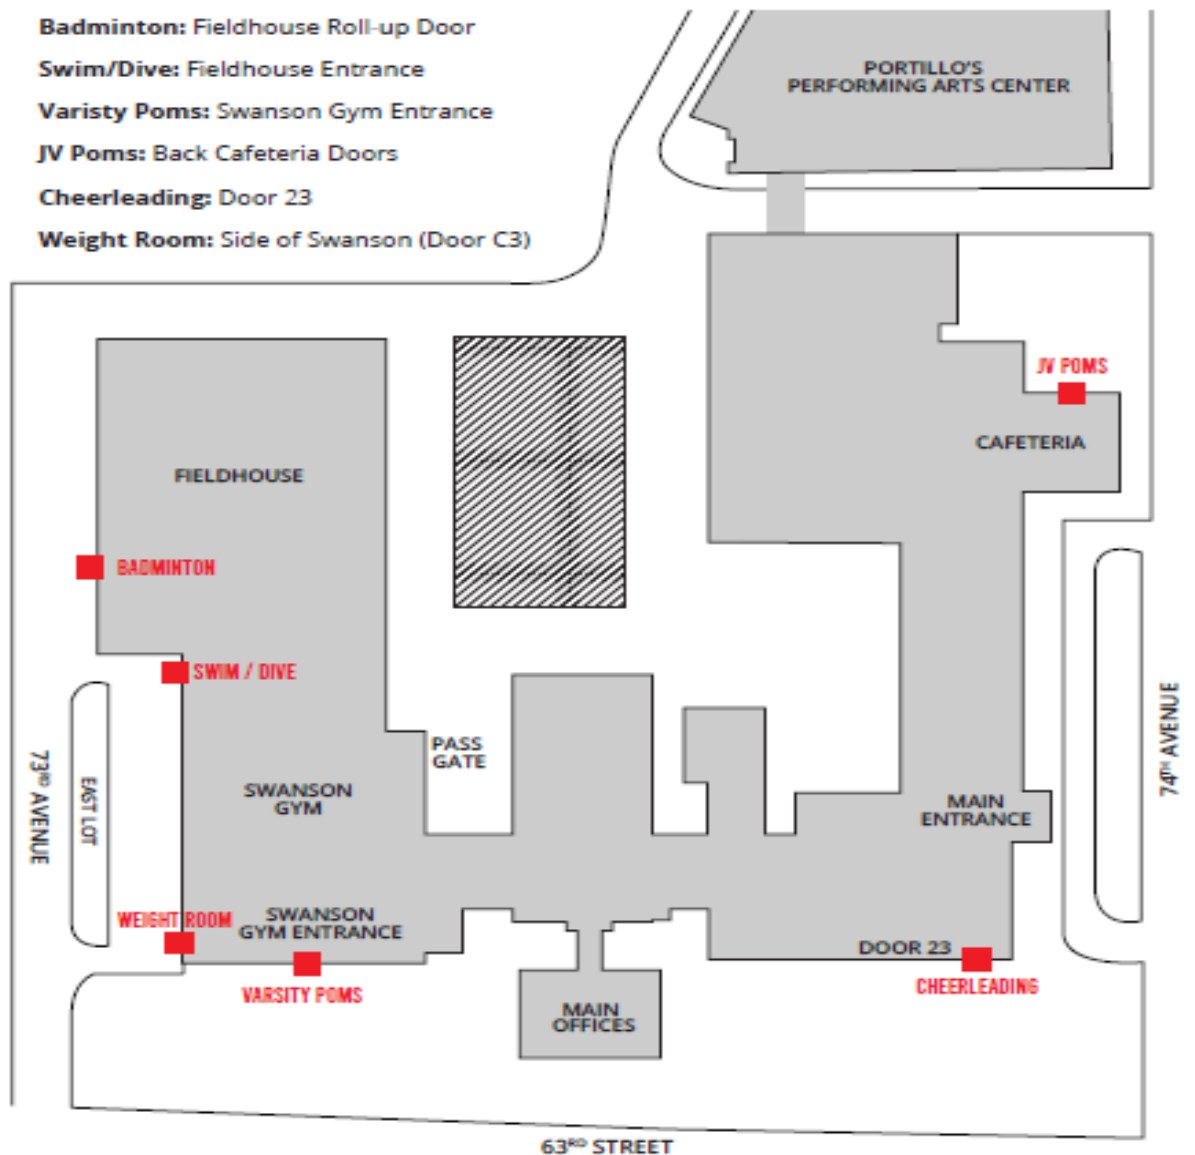 Badminton: Fieldhouse Roll-up Door
Swim/Dive: Fieldhouse Entrance
Varisty Poms: Swanson Gym Entrance
JV Poms: Back Cafeteria Doors
Cheerleading: Door 23
Weight Room: Side of Swanson (Door C3)
PORTILLO'S
PERFORMING ARTS CENTER
JV POMS
CAFETERIA
FIELDHOUSE
BADMINTON
SWIM / DIVE
PASS
GATE
SWANSON
GYM
73RD AVENUE
EAST LOT
74TH AVENUE
MAIN
ENTRANCE
WEIGHT ROOM
SWANSON
GYM ENTRANCE
VARSITY POMS
DOOR 23
CHEERLEADING
MAIN
OFFICES
63RD STREET